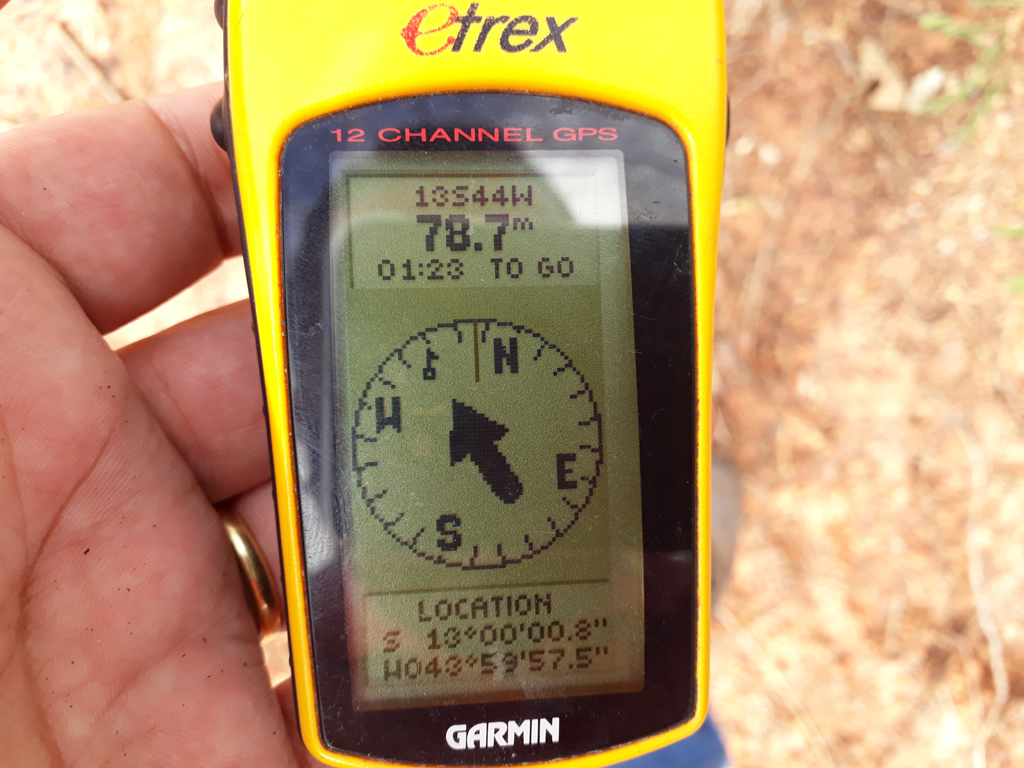 etrex
12 CHANNEL GPS
13S44W
78.7m
01:23 TO GO
N
W
E
S
LOCATION
S 13°00'00.8"
W043°59'57.5"
GARMIN